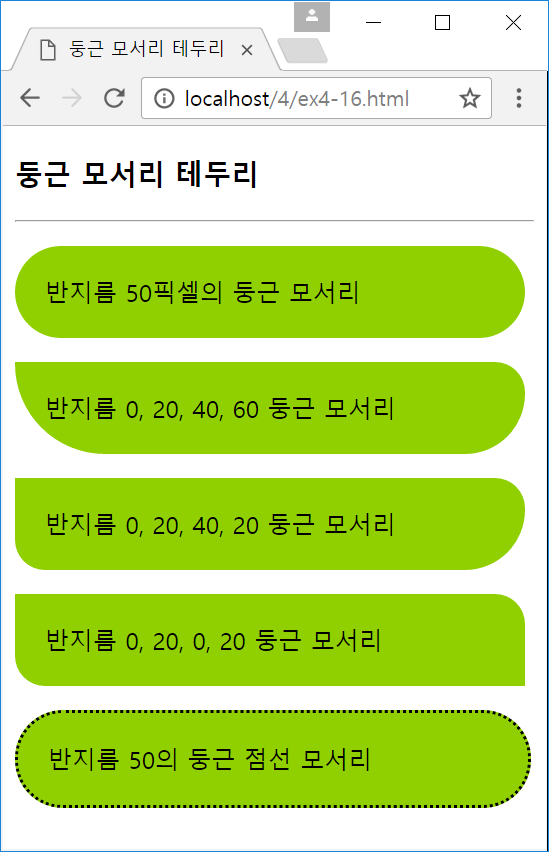 둥근 모서리 테두리
localhost/4/ex4-16.html
둥근 모서리 테두리
반지름 50픽셀의 둥근 모서리
반지름 0, 20, 40, 60 둥근 모서리
반지름 0, 20, 40, 20 둥근 모서리
반지름 0, 20, 0, 20 둥근 모서리
반지름 50의 둥근 점선 모서리